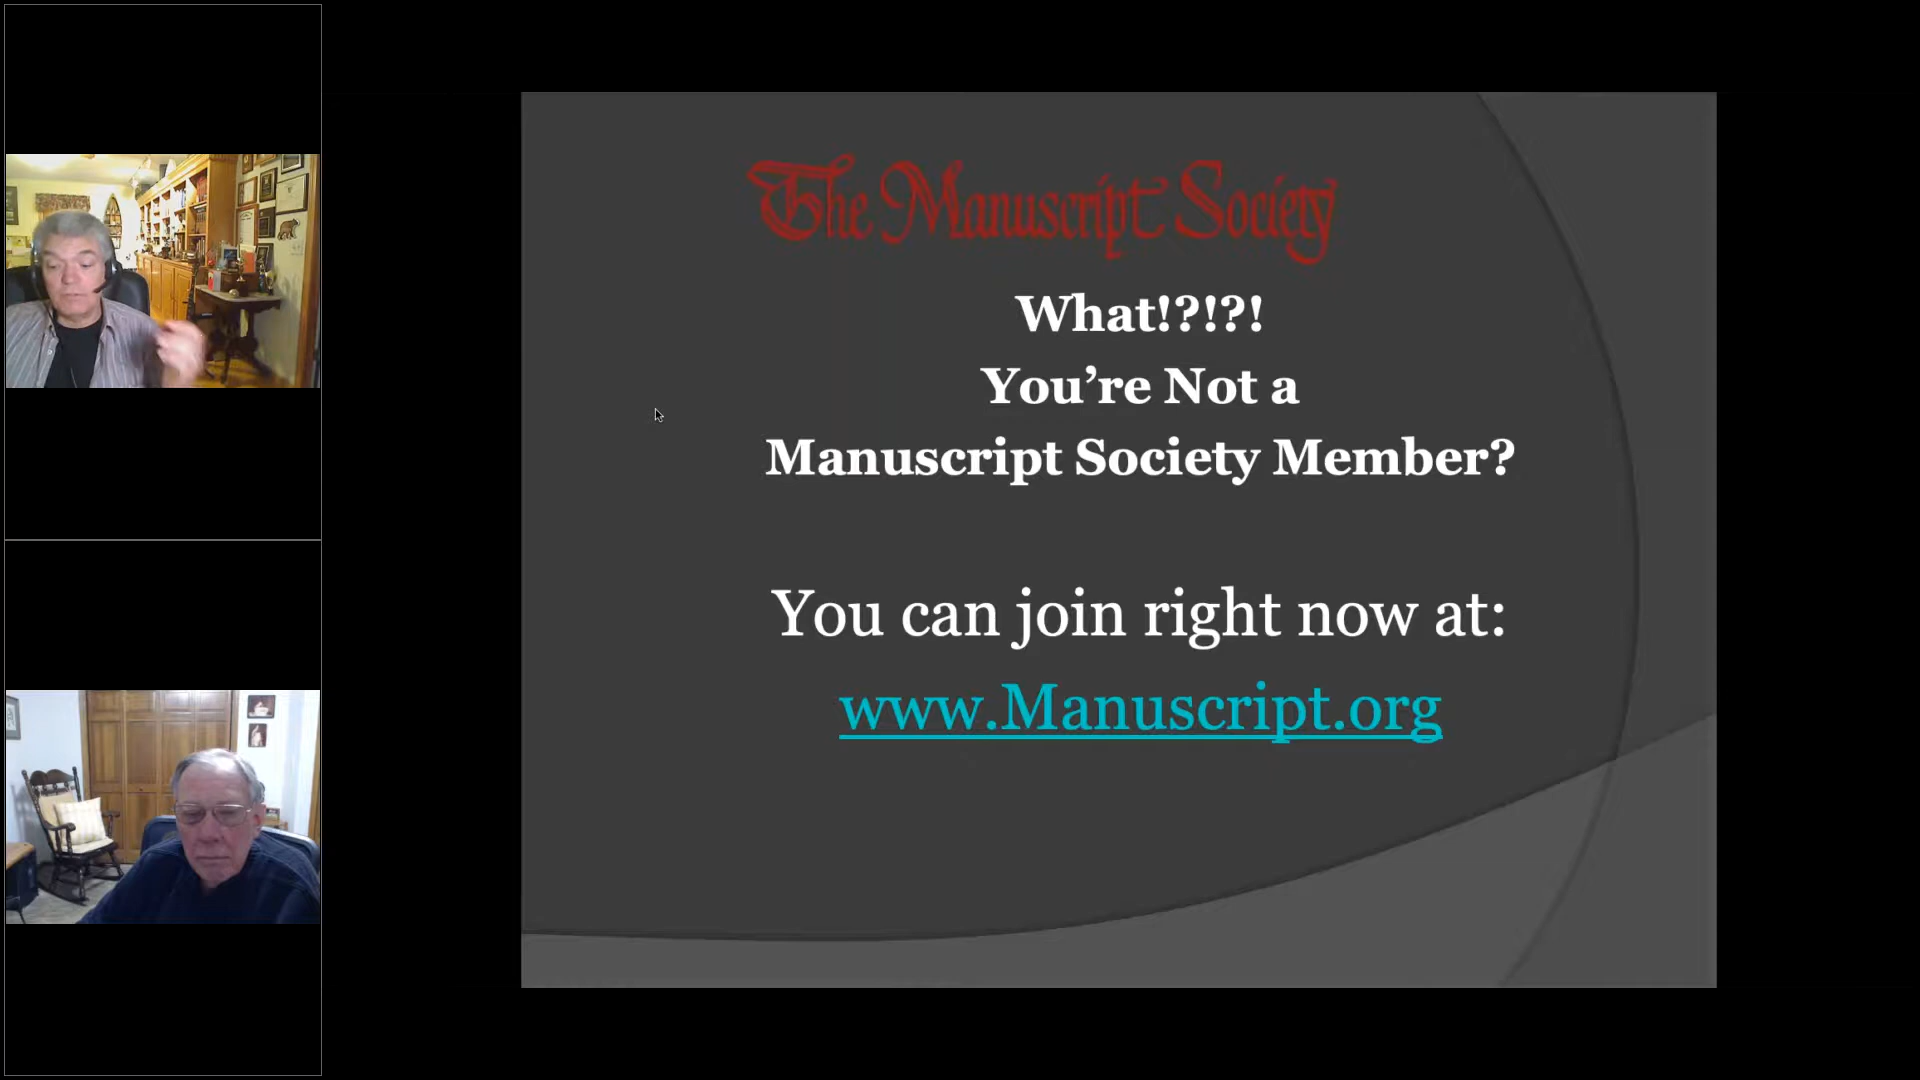 The Manuscript Society
What!?!?!
You’re Not a
Manuscript Society Member?
You can join right now at:
www.Manuscript.org